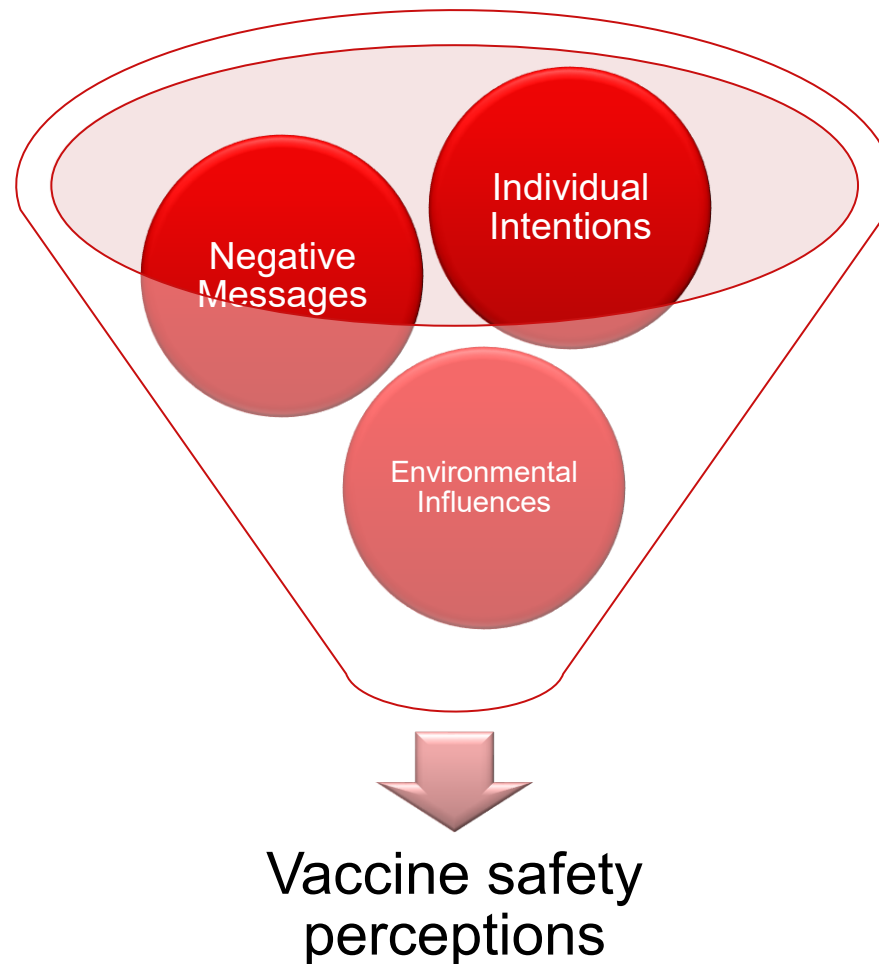 Individual
Intentions
Negative
Messages
Environmental
Influences
Vaccine safety
perceptions